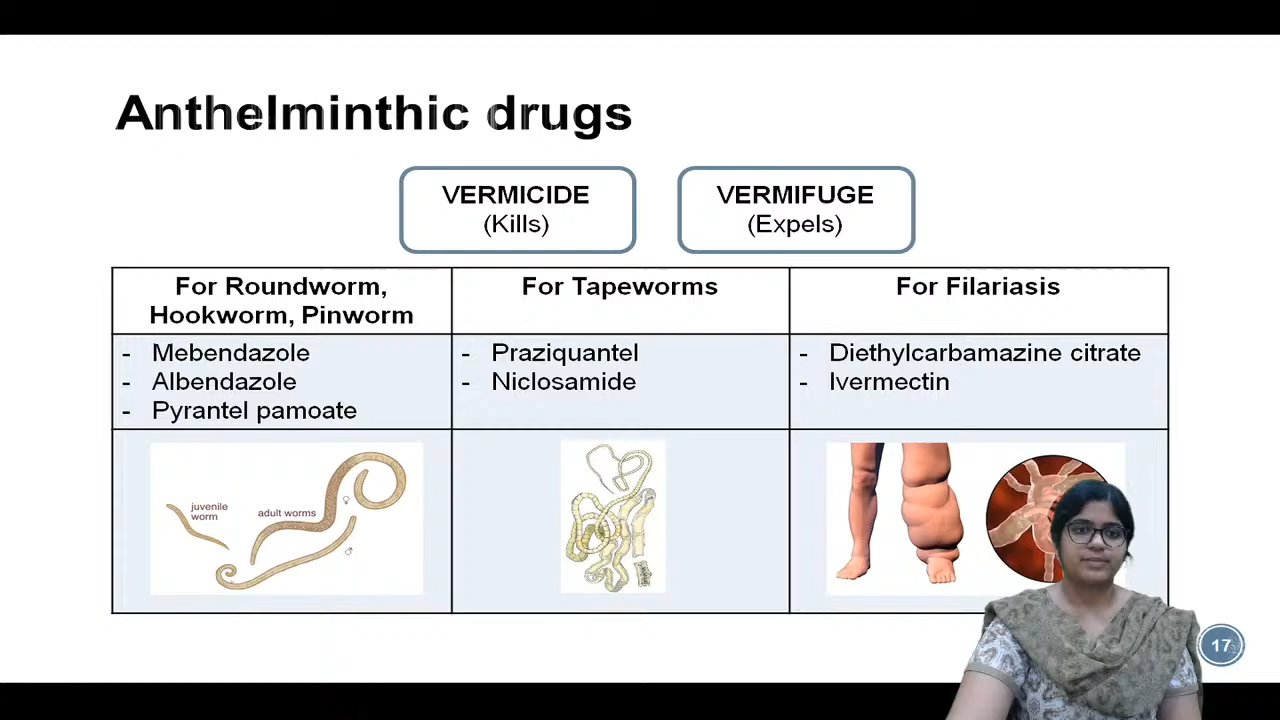 Anthelminthic drugs
VERMICIDE
(Kills)
VERMIFUGE
(Expels)
For Roundworm,
Hookworm, Pinworm
For Tapeworms
For Filariasis
- Mebendazole
- Albendazole
- Pyrantel pamoate
- Praziquantel
- Niclosamide
- Diethylcarbamazine citrate
- Ivermectin
juvenile
worm
adult worms
♀
♂
17